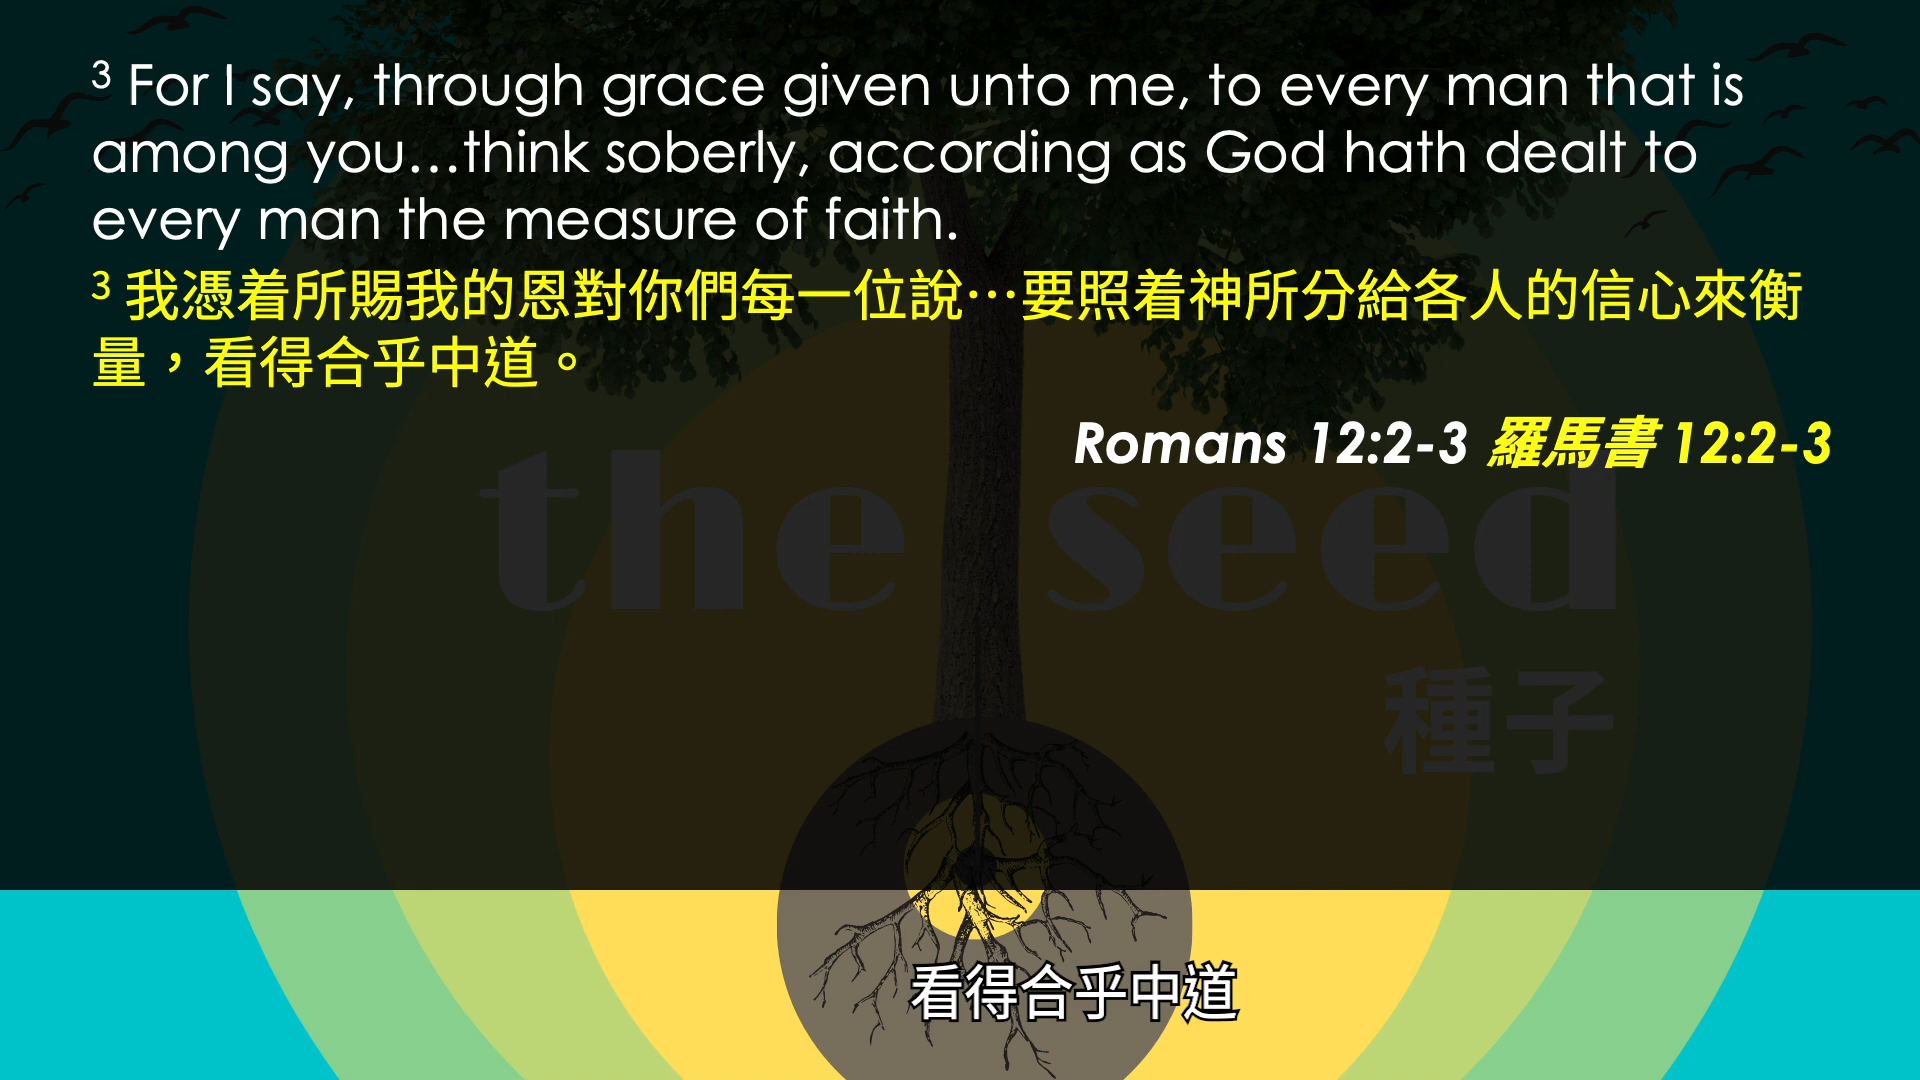 ³ For I say, through grace given unto me, to every man that is
among you…think soberly, according as God hath dealt to
every man the measure of faith.
³ 我憑着所賜我的恩對你們每一位說…要照着神所分給各人的信心來衡
量，看得合乎中道。
Romans 12:2-3 羅馬書 12:2-3
the seed
種子
看得合乎中道